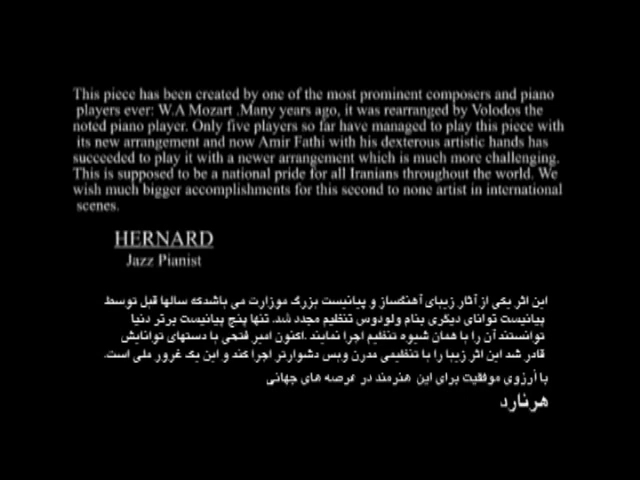 This piece has been created by one of the most prominent composers and piano
players ever: W.A Mozart .Many years ago, it was rearranged by Volodos the
noted piano player. Only five players so far have managed to play this piece with
its new arrangement and now Amir Fathi with his dexterous artistic hands has
succeeded to play it with a newer arrangement which is much more challenging.
This is supposed to be a national pride for all Iranians throughout the world. We
wish much bigger accomplishments for this second to none artist in international
scenes.
HERNARD
Jazz Pianist
این اثر یکی از آثار زیبای آهنگساز و پیانیست بزرگ موزارت می باشدکه سالها قبل توسط
پیانیست توانای دیگری بنام ولودوس تنظیم مجدد شد. تنها پنج پیانیست برتر دنیا
توانستند آن را با همان شیوه تنظیم اجرا نمایند .اکنون امیر فتحی با دستهای توانایش
قادر شد این اثر زیبا را با تنظیمی مدرن وبس دشوارتر اجرا کند و این یک غرور ملی است.
با آرزوی موفقیت برای این هنرمند در عرصه های جهانی
هرنارد